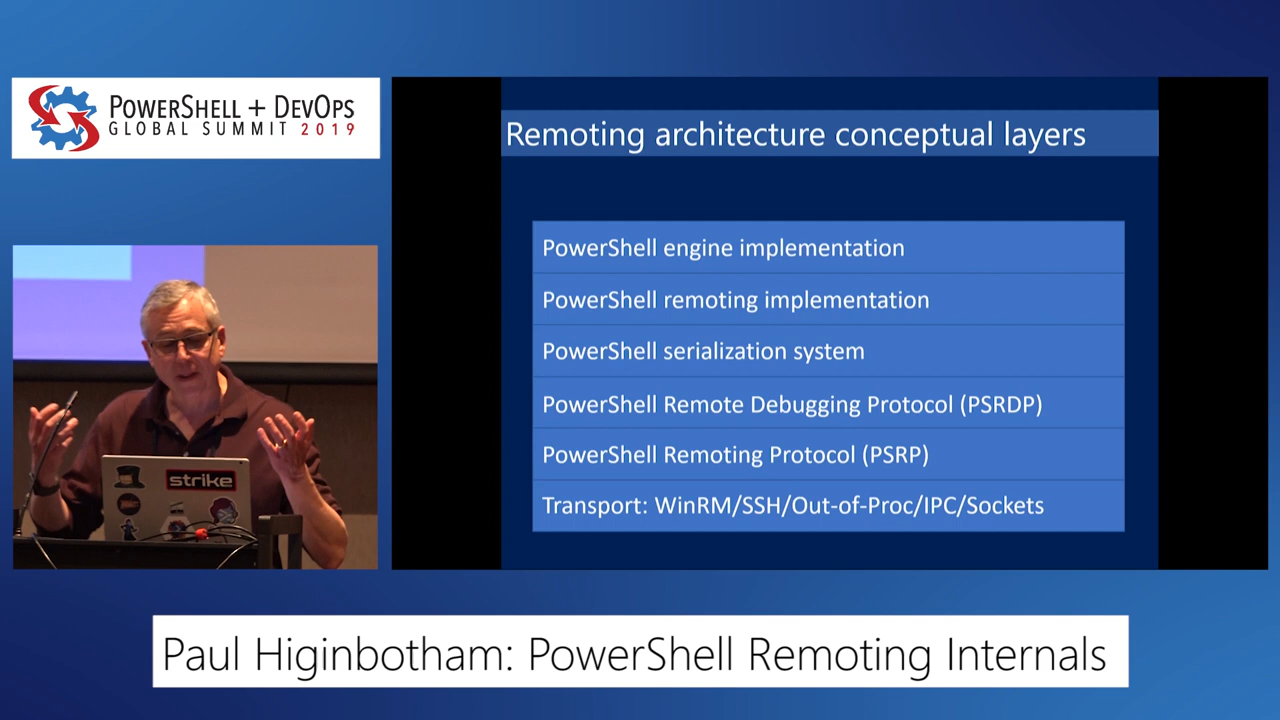 POWERSHELL + DEVOPS
GLOBAL SUMMIT 2019
Remoting architecture conceptual layers
PowerShell engine implementation
PowerShell remoting implementation
PowerShell serialization system
PowerShell Remote Debugging Protocol (PSRDP)
PowerShell Remoting Protocol (PSRP)
Transport: WinRM/SSH/Out-of-Proc/IPC/Sockets
strike
Paul Higinbotham: PowerShell Remoting Internals